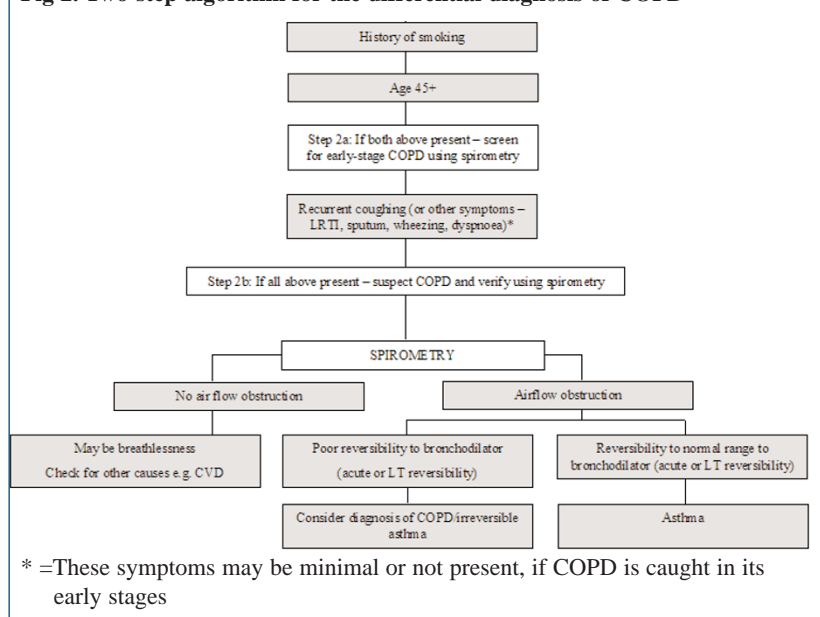 Fig 2: Two-step algorithm for the differential diagnosis of COPD
History of smoking
Age 45+
Step 2a: If both above present – screen
for early-stage COPD using spirometry
Recurrent coughing (or other symptoms –
LRTI, sputum, wheezing, dyspnoea)*
Step 2b: If all above present – suspect COPD and verify using spirometry
SPIROMETRY
No air flow obstruction
Airflow obstruction
May be breathlessness
Check for other causes e.g. CVD
Poor reversibility to bronchodilator
(acute or LT reversibility)
Reversibility to normal range to
bronchodilator (acute or LT reversibility)
Consider diagnosis of COPD/irreversible
asthma
Asthma
* =These symptoms may be minimal or not present, if COPD is caught in its
early stages